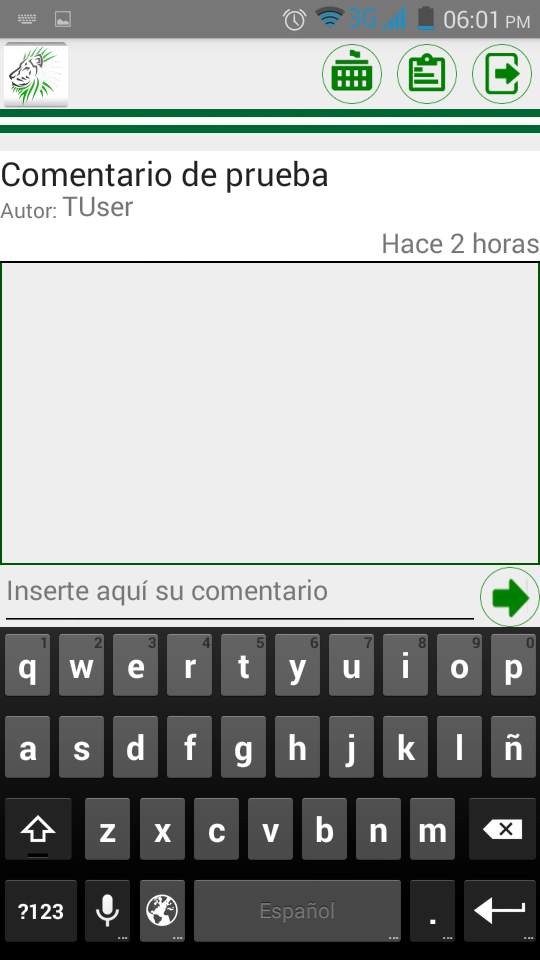 3G 06:01 PM
Comentario de prueba
Autor: TUser
Hace 2 horas
Inserte aquí su comentario
1 2 3 4 5 6 7 8 9 0
q w e r t y u i o p
a s d f g h j k l ñ
z x c v b n m
?123 Español .